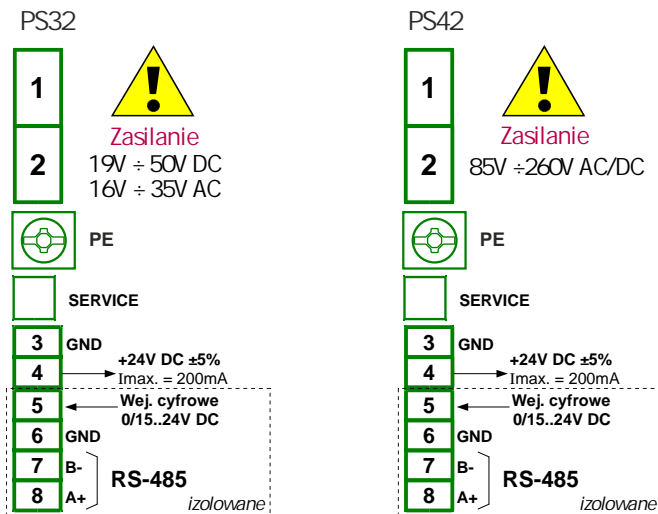 PS32
1
2
Zasilanie
19V ÷ 50V DC
16V ÷ 35V AC
PE
SERVICE
3 GND
4 +24V DC ±5%
Imax. = 200mA
5 Wej. cyfrowe
0/15..24V DC
6 GND
7 B-
8 A+
RS-485
izolowane
PS42
1
2
Zasilanie
85V ÷260V AC/DC
PE
SERVICE
3 GND
4 +24V DC ±5%
Imax. = 200mA
5 Wej. cyfrowe
0/15..24V DC
6 GND
7 B-
8 A+
RS-485
izolowane